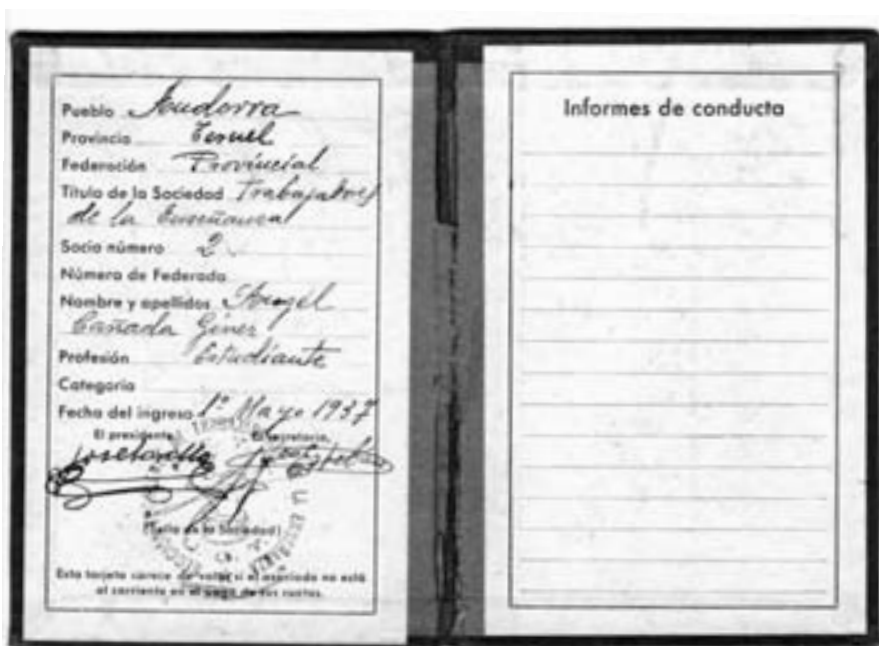 Pueblo Andorra
Provincia Teruel
Federación Provincial
Título de la Sociedad Trabajadores
de la Enseñanza
Socio número 2
Número de Federado
Nombre y apellidos Angel
Cañada Giner
Profesión Estudiante
Categoría
Fecha del ingreso 1º Mayo 1937
El presidente, El secretario,
(Sello de la Sociedad)
Esta tarjeta carece de valor si el asociado no está
al corriente en el pago de sus cuotas.
Informes de conducta